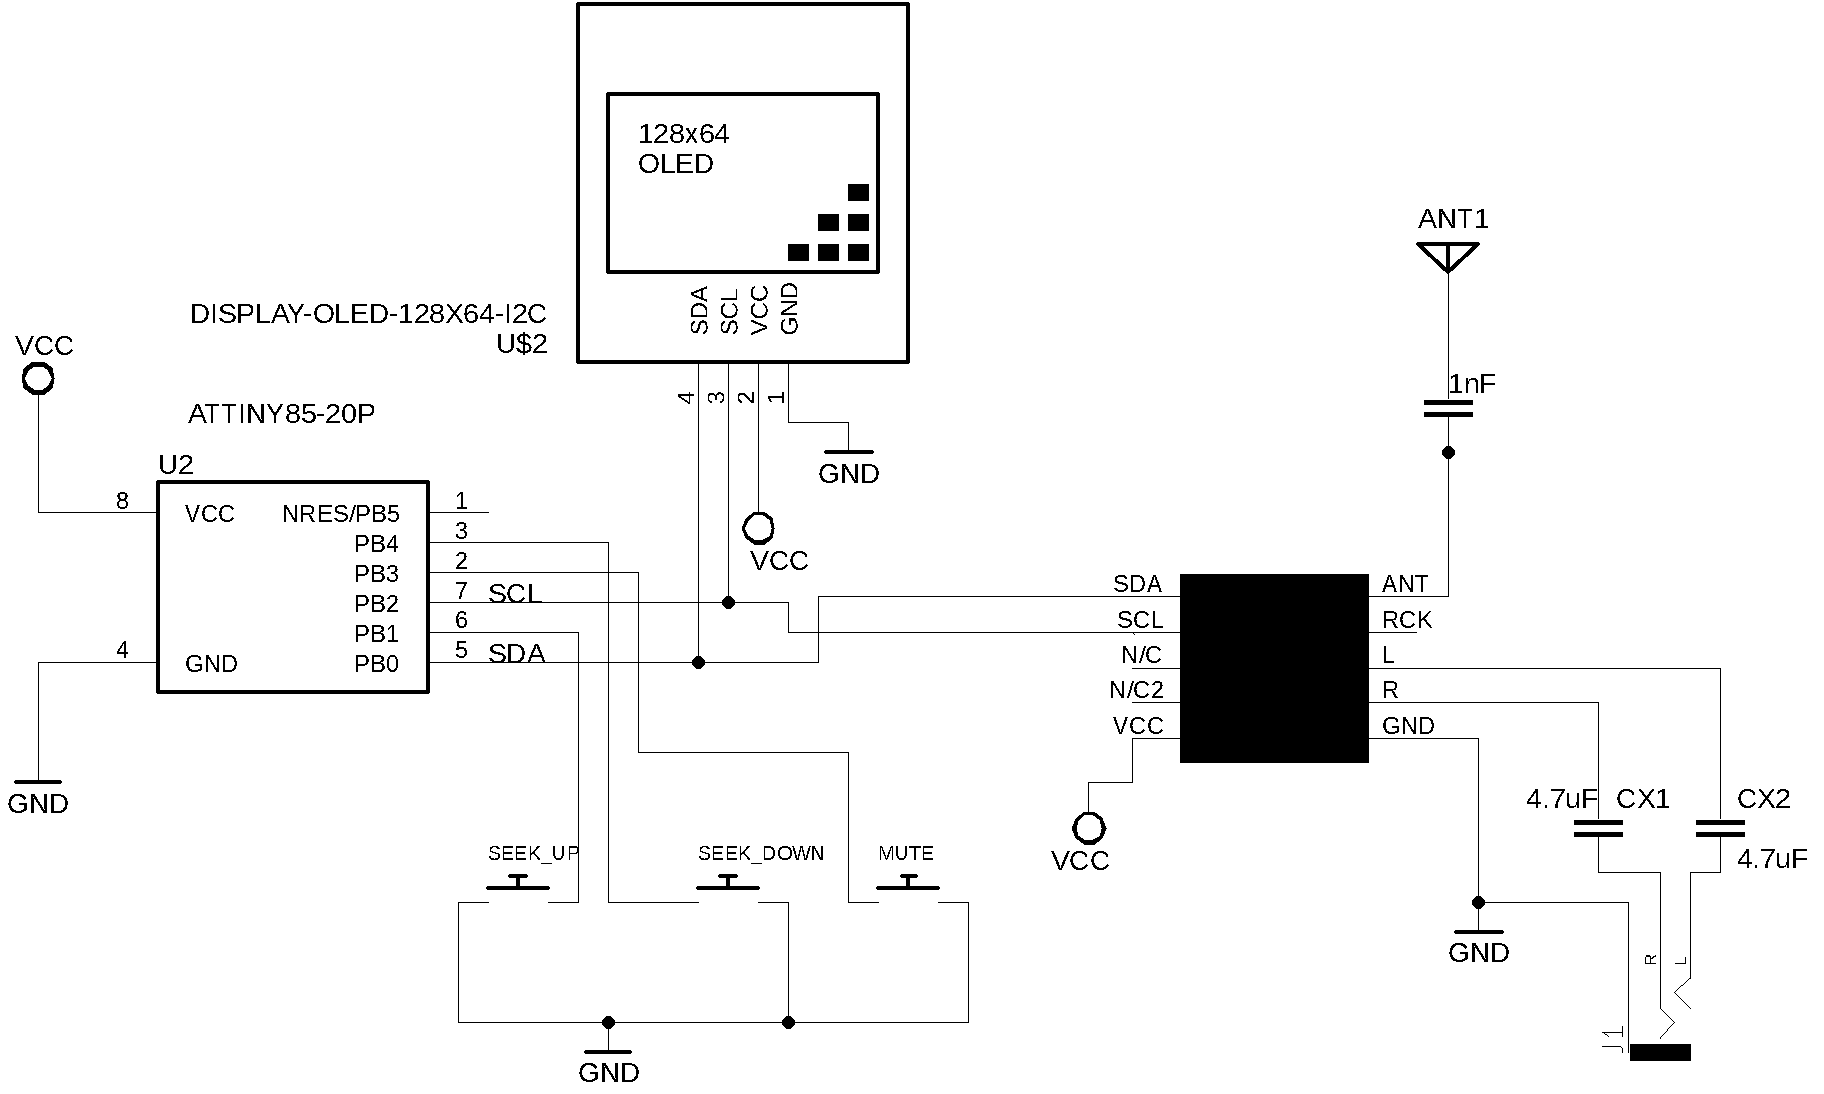 128x64
OLED
SDA
SCL
VCC
GND
4
3
2
1
GND
VCC
DISPLAY-OLED-128X64-I2C
U$2
VCC
ATTINY85-20P
U2
8
VCC
4
GND
GND
NRES/PB5
1
PB4
3
PB3
2
PB2
7
SCL
PB1
6
PB0
5
SDA
SEEK_UP
SEEK_DOWN
MUTE
GND
ANT1
1nF
SDA
SCL
N/C
N/C2
VCC
VCC
ANT
RCK
L
R
GND
4.7uF
CX1
CX2
4.7uF
GND
R
L
J1